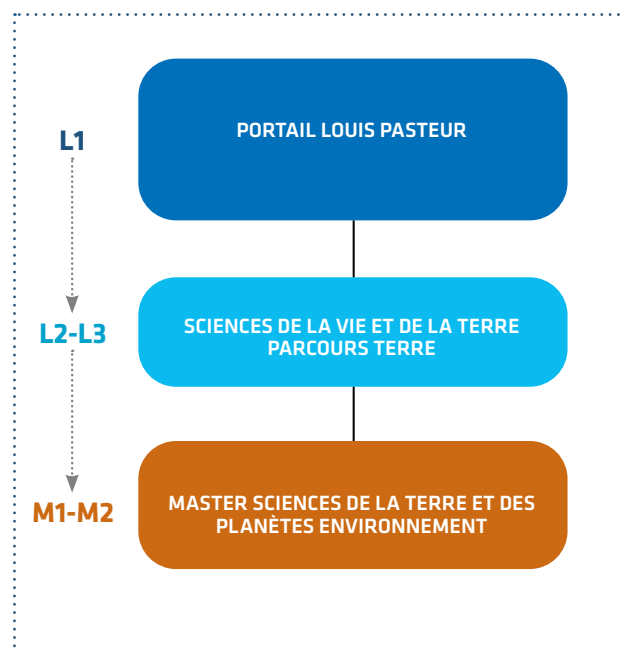 PORTAIL LOUIS PASTEUR
L1
L2-L3
SCIENCES DE LA VIE ET DE LA TERRE
PARCOURS TERRE
M1-M2
MASTER SCIENCES DE LA TERRE ET DES
PLANÈTES ENVIRONNEMENT